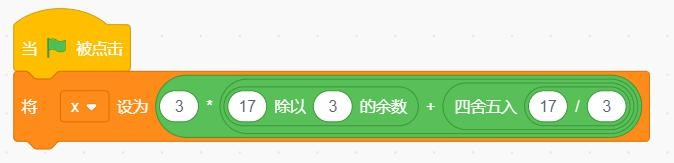 当 被点击
将 x 设为 3 * 17 除以 3 的余数 + 四舍五入 17 / 3